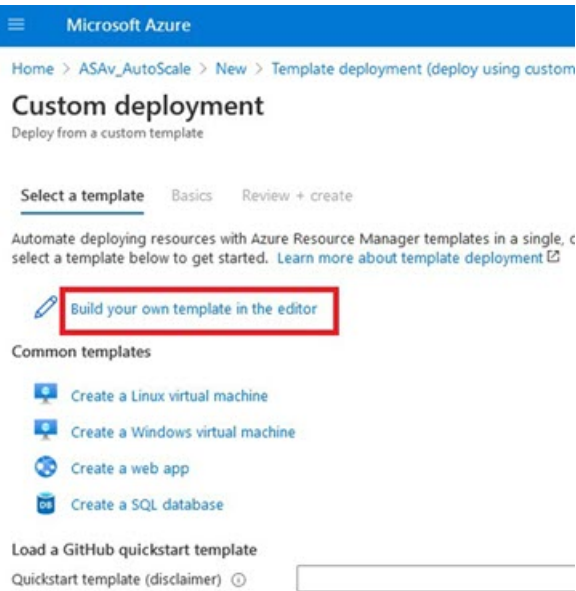 Microsoft Azure
Home > ASAv_AutoScale > New > Template deployment (deploy using custom
Custom deployment
Deploy from a custom template
Select a template Basics Review + create
Automate deploying resources with Azure Resource Manager templates in a single,
select a template below to get started. Learn more about template deployment
Build your own template in the editor
Common templates
Create a Linux virtual machine
Create a Windows virtual machine
Create a web app
DB Create a SQL database
Load a GitHub quickstart template
Quickstart template (disclaimer)